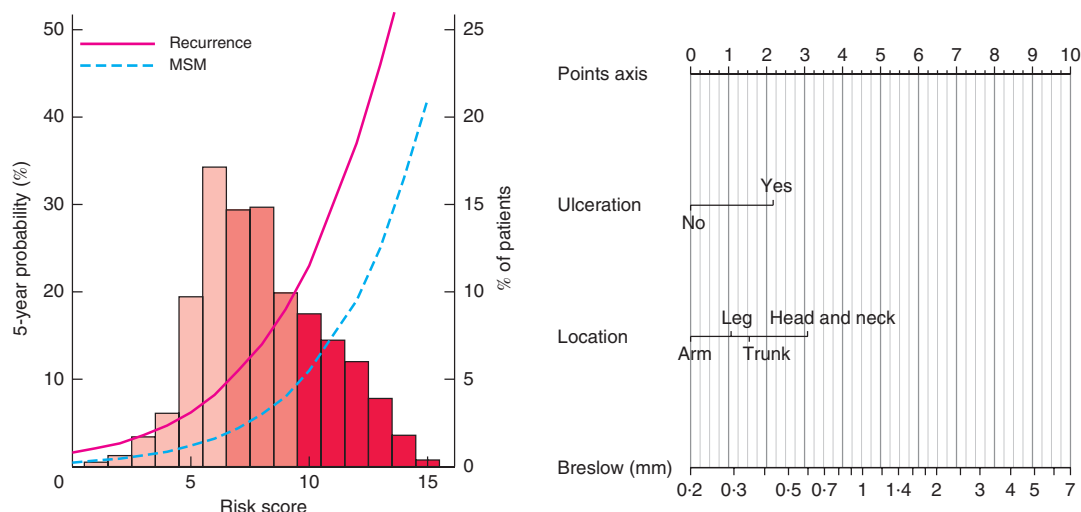 50
40
30
20
10
0
5-year probability (%)
Recurrence
MSM
25
20
15
10
5
0
% of patients
5
10
15
Risk score
0 1 2 3 4 5 6 7 8 9 10
Points axis
Yes
Ulceration
No
Leg Head and neck
Location
Arm Trunk
Breslow (mm)
0·2 0·3 0·5 0·7 1 1·4 2 3 4 5 7